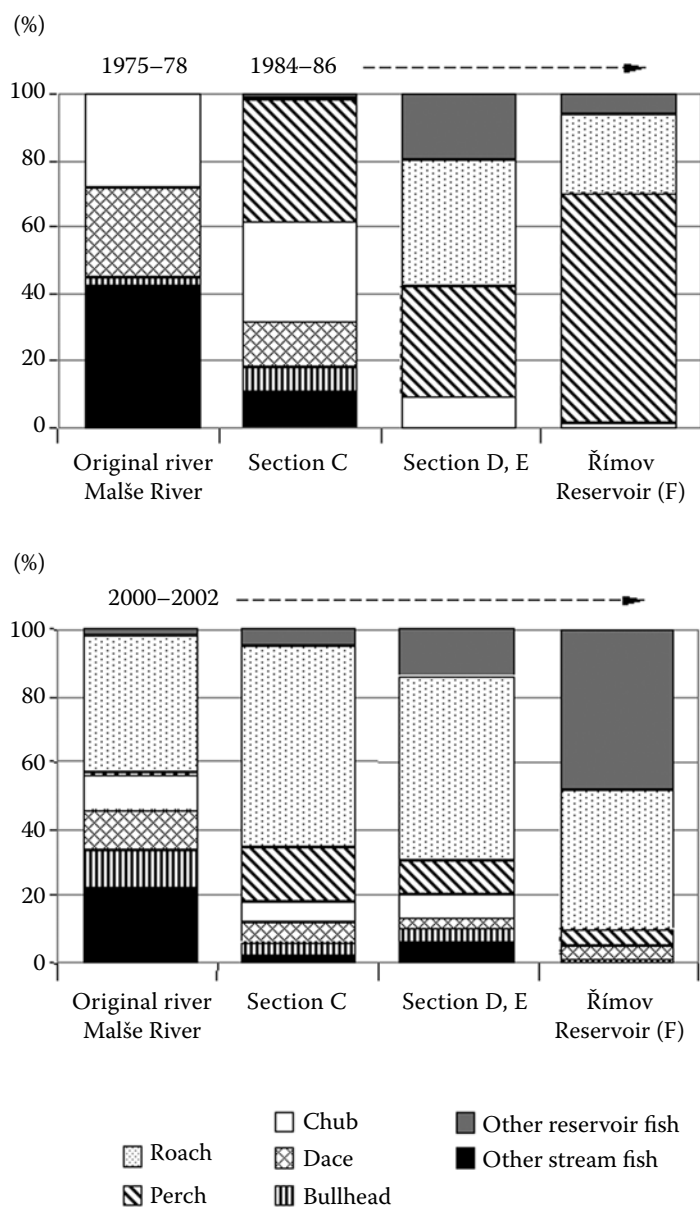 (%)
1975–78
1984–86
100
80
60
40
20
0
Original river
Malše River
Section C
Section D, E
Římov
Reservoir (F)
(%)
2000–2002
100
80
60
40
20
0
Original river
Malše River
Section C
Section D, E
Římov
Reservoir (F)
Roach
Perch
Chub
Dace
Bullhead
Other reservoir fish
Other stream fish